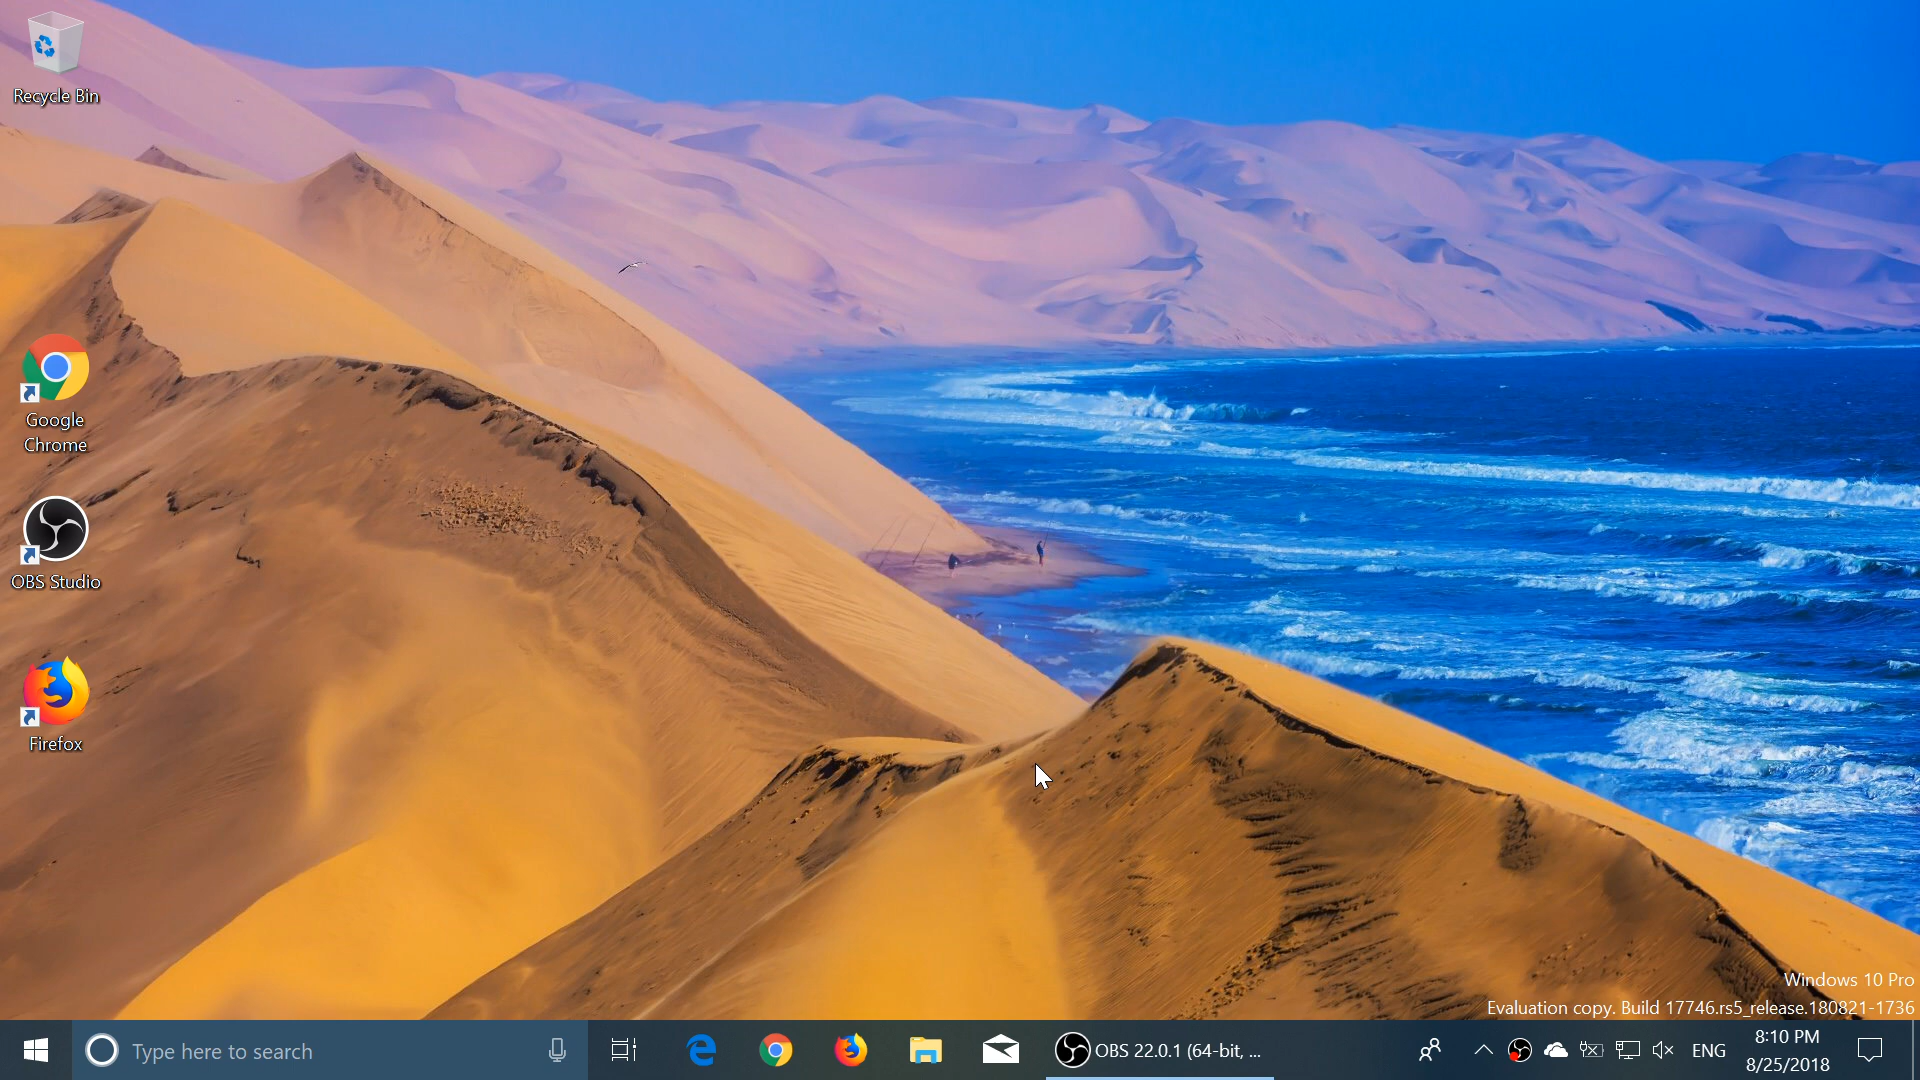 Recycle Bin
Google
Chrome
OBS Studio
Firefox
Windows 10 Pro
Evaluation copy. Build 17746.rs5_release.180821-1736
Type here to search
OBS 22.0.1 (64-bit, ...
ENG
8:10 PM
8/25/2018